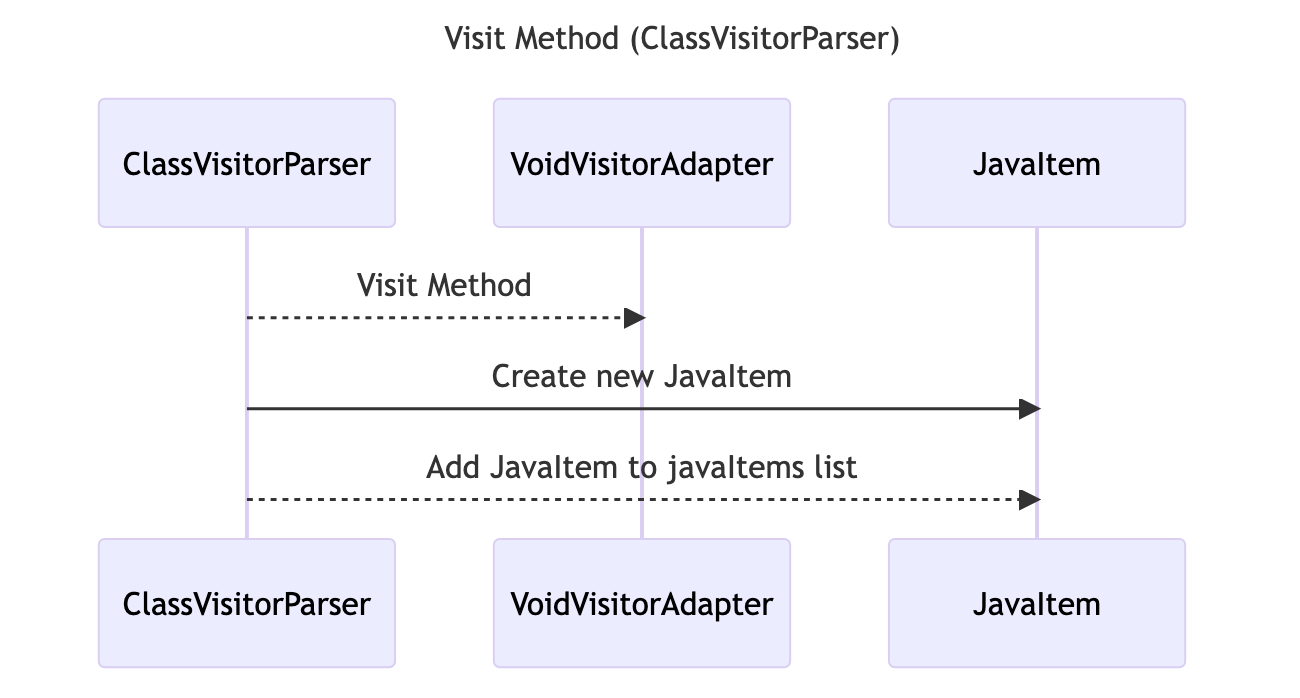 Visit Method (ClassVisitorParser)
ClassVisitorParser
VoidVisitorAdapter
JavaItem
Visit Method
Create new JavaItem
Add JavaItem to javaItems list
ClassVisitorParser
VoidVisitorAdapter
JavaItem